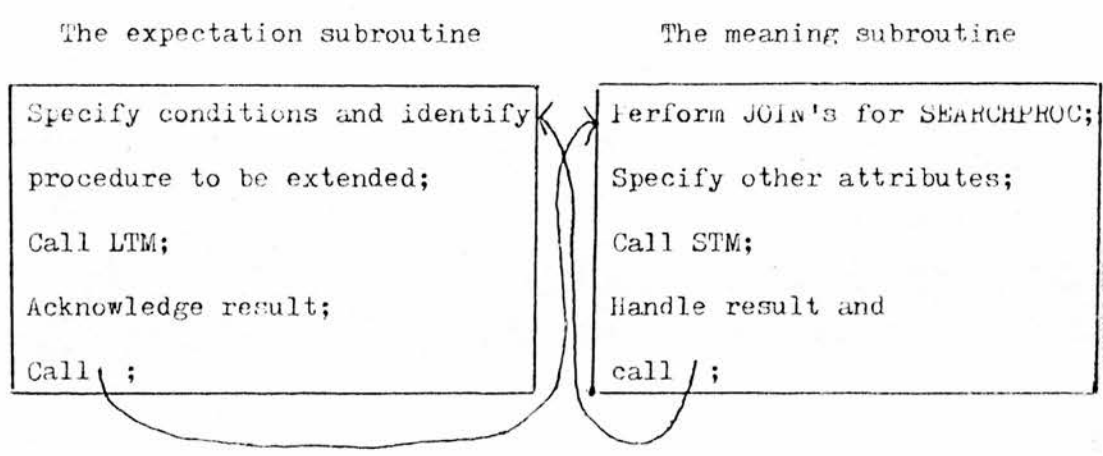 The expectation subroutine
Specify conditions and identify
procedure to be extended;
Call LTM;
Acknowledge result;
Call ;
The meaning subroutine
Perform JOIN's for SEARCHPROC;
Specify other attributes;
Call STM;
Handle result and
call ;